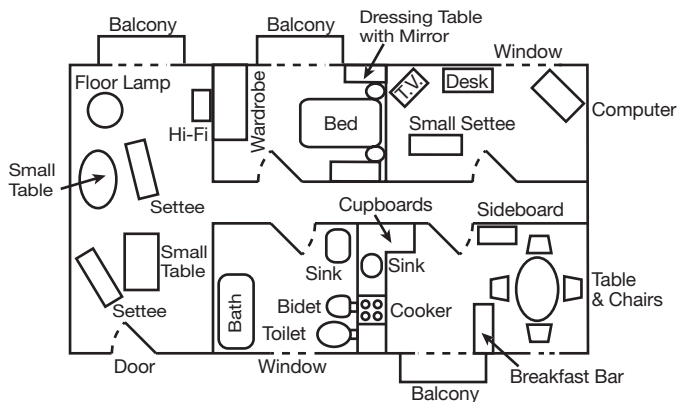 Balcony
Balcony
Dressing Table
with Mirror
Window
Floor Lamp
Wardrobe
T.V.
Desk
Computer
Hi-Fi
Bed
Small Settee
Small
Table
Settee
Cupboards
Sideboard
Small
Table
Sink
Sink
Table
& Chairs
Settee
Bath
Bidet
Cooker
Toilet
Door
Window
Breakfast Bar
Balcony